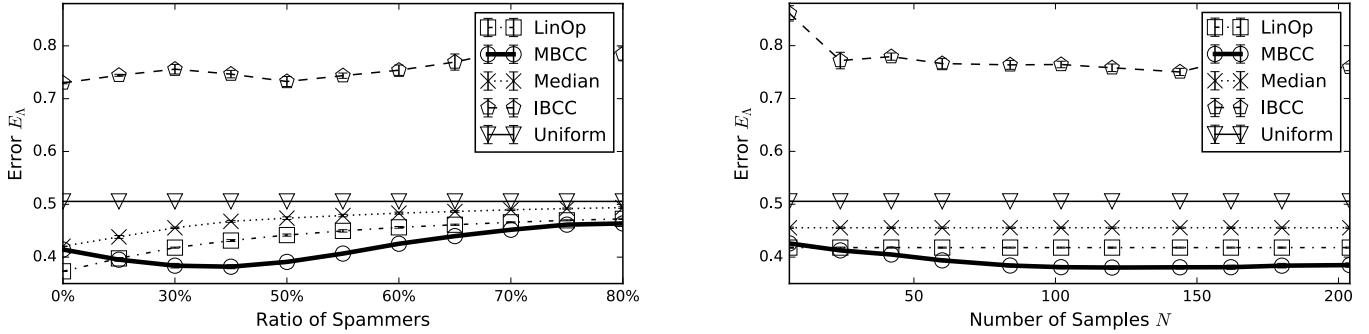 0.8
0.7
0.6
0.5
0.4
Error E_Λ
0% 30% 50% 60% 70% 80%
Ratio of Spammers
LinOp
MBCC
Median
IBCC
Uniform
0.8
0.7
0.6
0.5
0.4
Error E_Λ
50 100 150 200
Number of Samples N
LinOp
MBCC
Median
IBCC
Uniform